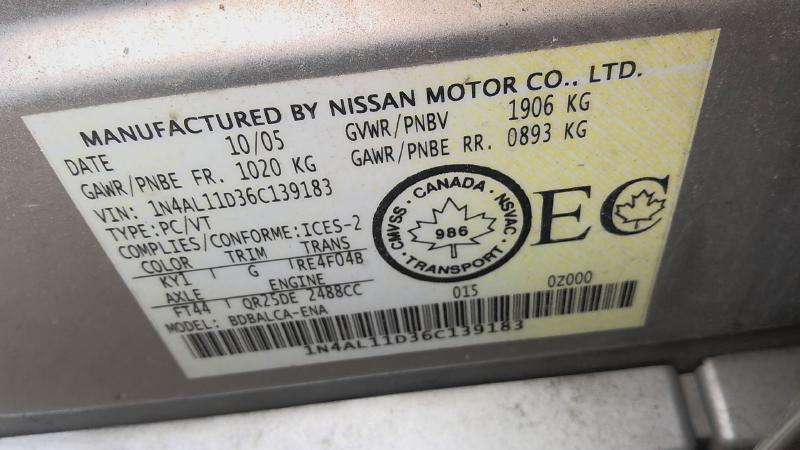 MANUFACTURED BY NISSAN MOTOR CO., LTD.
DATE 10/05 GVWR/PNBV 1906 KG
GAWR/PNBE FR. 1020 KG GAWR/PNBE RR. 0893 KG
VIN: 1N4AL11D36C139183
TYPE:PC/VT
COMPLIES/CONFORME:ICES-2
COLOR TRIM TRANS
KY1 G RE4F04B
AXLE ENGINE
FT44 QR25DE 2488CC
MODEL: BDBALCA-ENA
CANADA
CMVSS NSVAC
986
TRANSPORT
EC
015 0Z000
1N4AL11D36C139183